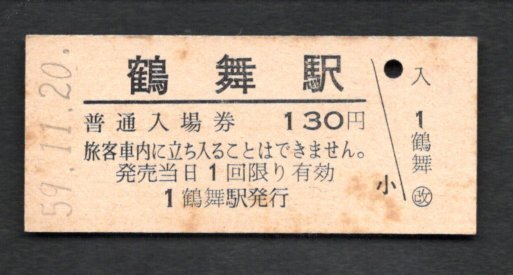 59.11.20.
鶴舞駅
普通入場券 130円
旅客車内に立ち入ることはできません。
発売当日1回限り有効
1鶴舞駅発行
小
入
1
鶴舞
改